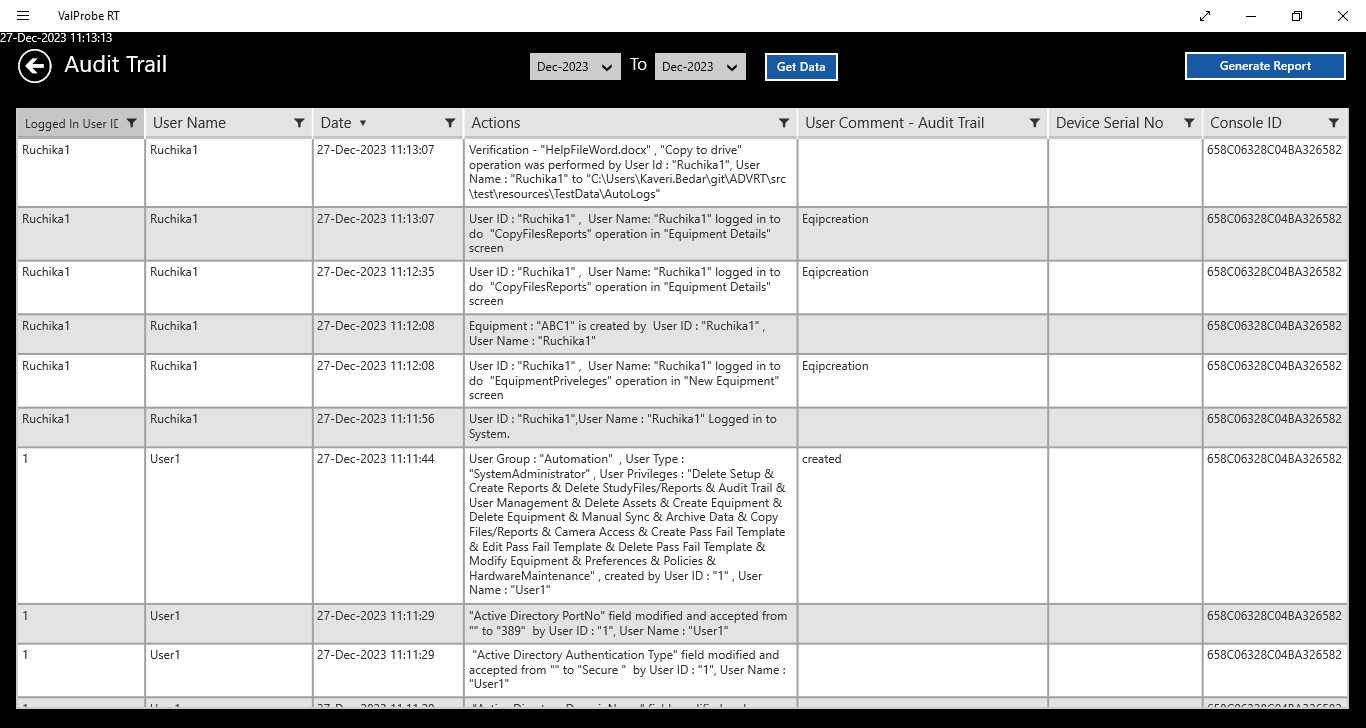 ValProbe RT
27-Dec-2023 11:13:13
Audit Trail
Dec-2023
To
Dec-2023
Get Data
Generate Report
Logged In User ID
User Name
Date
Actions
User Comment - Audit Trail
Device Serial No
Console ID
Ruchika1
Ruchika1
27-Dec-2023 11:13:07
Verification - "HelpFileWord.docx" , "Copy to drive"
operation was performed by User Id : "Ruchika1", User
Name : "Ruchika1" to "C:\Users\Kaveri.Bedar\git\ADVRT\src
\test\resources\TestData\AutoLogs"
658C06328C04BA326582
Ruchika1
Ruchika1
27-Dec-2023 11:13:07
User ID : "Ruchika1" , User Name: "Ruchika1" logged in to
do "CopyFilesReports" operation in "Equipment Details"
screen
Eqipcreation
658C06328C04BA326582
Ruchika1
Ruchika1
27-Dec-2023 11:12:35
User ID : "Ruchika1" , User Name: "Ruchika1" logged in to
do "CopyFilesReports" operation in "Equipment Details"
screen
Eqipcreation
658C06328C04BA326582
Ruchika1
Ruchika1
27-Dec-2023 11:12:08
Equipment : "ABC1" is created by User ID : "Ruchika1" ,
User Name : "Ruchika1"
658C06328C04BA326582
Ruchika1
Ruchika1
27-Dec-2023 11:12:08
User ID : "Ruchika1" , User Name: "Ruchika1" logged in to
do "EquipmentPriveleges" operation in "New Equipment"
screen
Eqipcreation
658C06328C04BA326582
Ruchika1
Ruchika1
27-Dec-2023 11:11:56
User ID : "Ruchika1",User Name : "Ruchika1" Logged in to
System.
658C06328C04BA326582
1
User1
27-Dec-2023 11:11:44
User Group : "Automation" , User Type :
"SystemAdministrator" , User Privileges : "Delete Setup &
Create Reports & Delete StudyFiles/Reports & Audit Trail &
User Management & Delete Assets & Create Equipment &
Delete Equipment & Manual Sync & Archive Data & Copy
Files/Reports & Camera Access & Create Pass Fail Template
& Edit Pass Fail Template & Delete Pass Fail Template &
Modify Equipment & Preferences & Policies &
HardwareMaintenance" , created by User ID : "1" , User
Name : "User1"
created
658C06328C04BA326582
1
User1
27-Dec-2023 11:11:29
"Active Directory PortNo" field modified and accepted from
"" to "389" by User ID : "1", User Name : "User1"
658C06328C04BA326582
1
User1
27-Dec-2023 11:11:29
"Active Directory Authentication Type" field modified and
accepted from "" to "Secure " by User ID : "1", User Name :
"User1"
658C06328C04BA326582